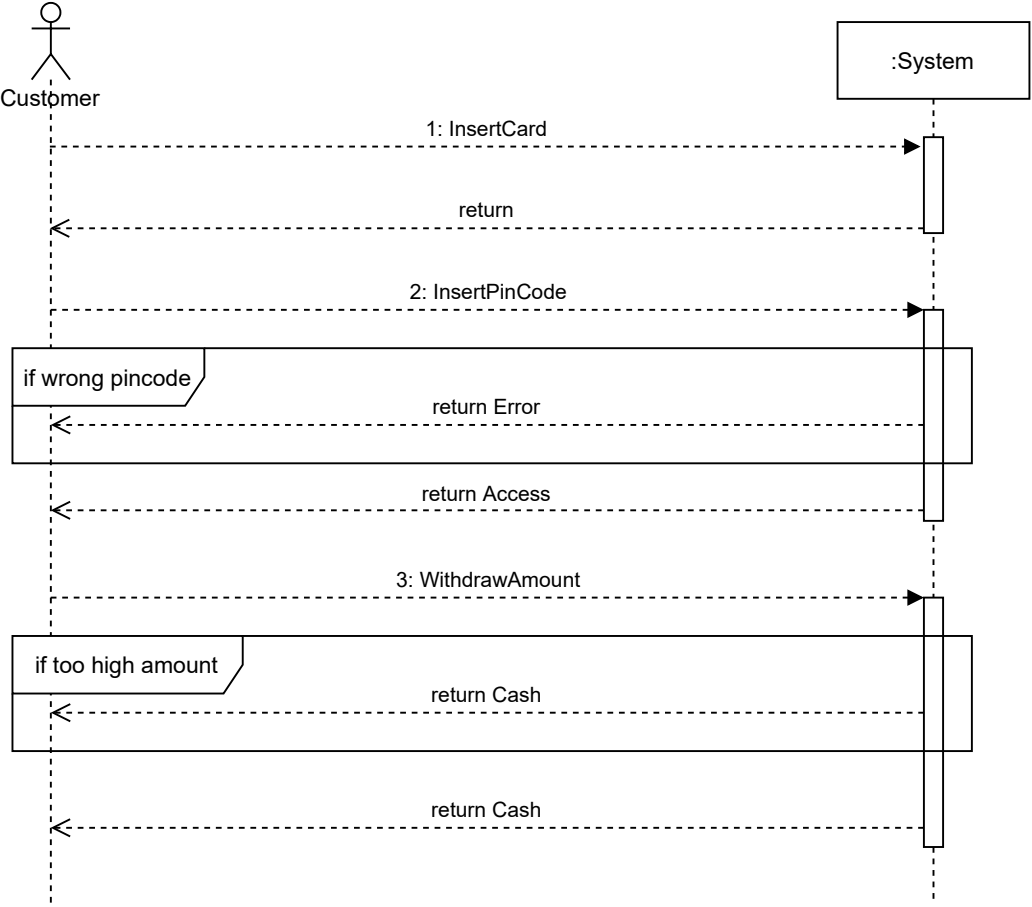 Customer
:System
1: InsertCard
return
2: InsertPinCode
if wrong pincode
return Error
return Access
3: WithdrawAmount
if too high amount
return Cash
return Cash